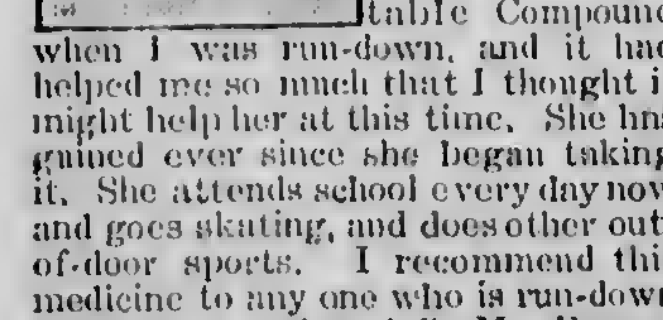 table Compound
when I was run-down, and it had
helped me so much that I thought i
might help her at this time. She has
gained ever since she began taking
it. She attends school every day now
and goes skating, and does other out-
of-door sports. I recommend thi
medicine to any one who is run-down